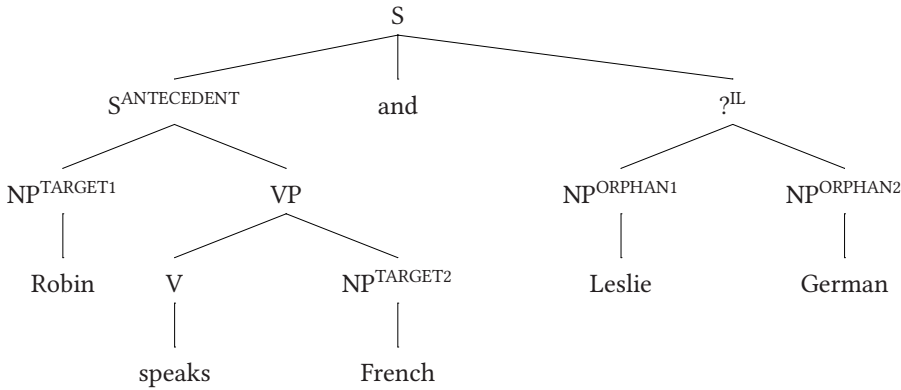 S
S^ANTECEDENT and ?^IL
NP^TARGET1 VP NP^ORPHAN1 NP^ORPHAN2
Robin V NP^TARGET2 Leslie German
speaks French